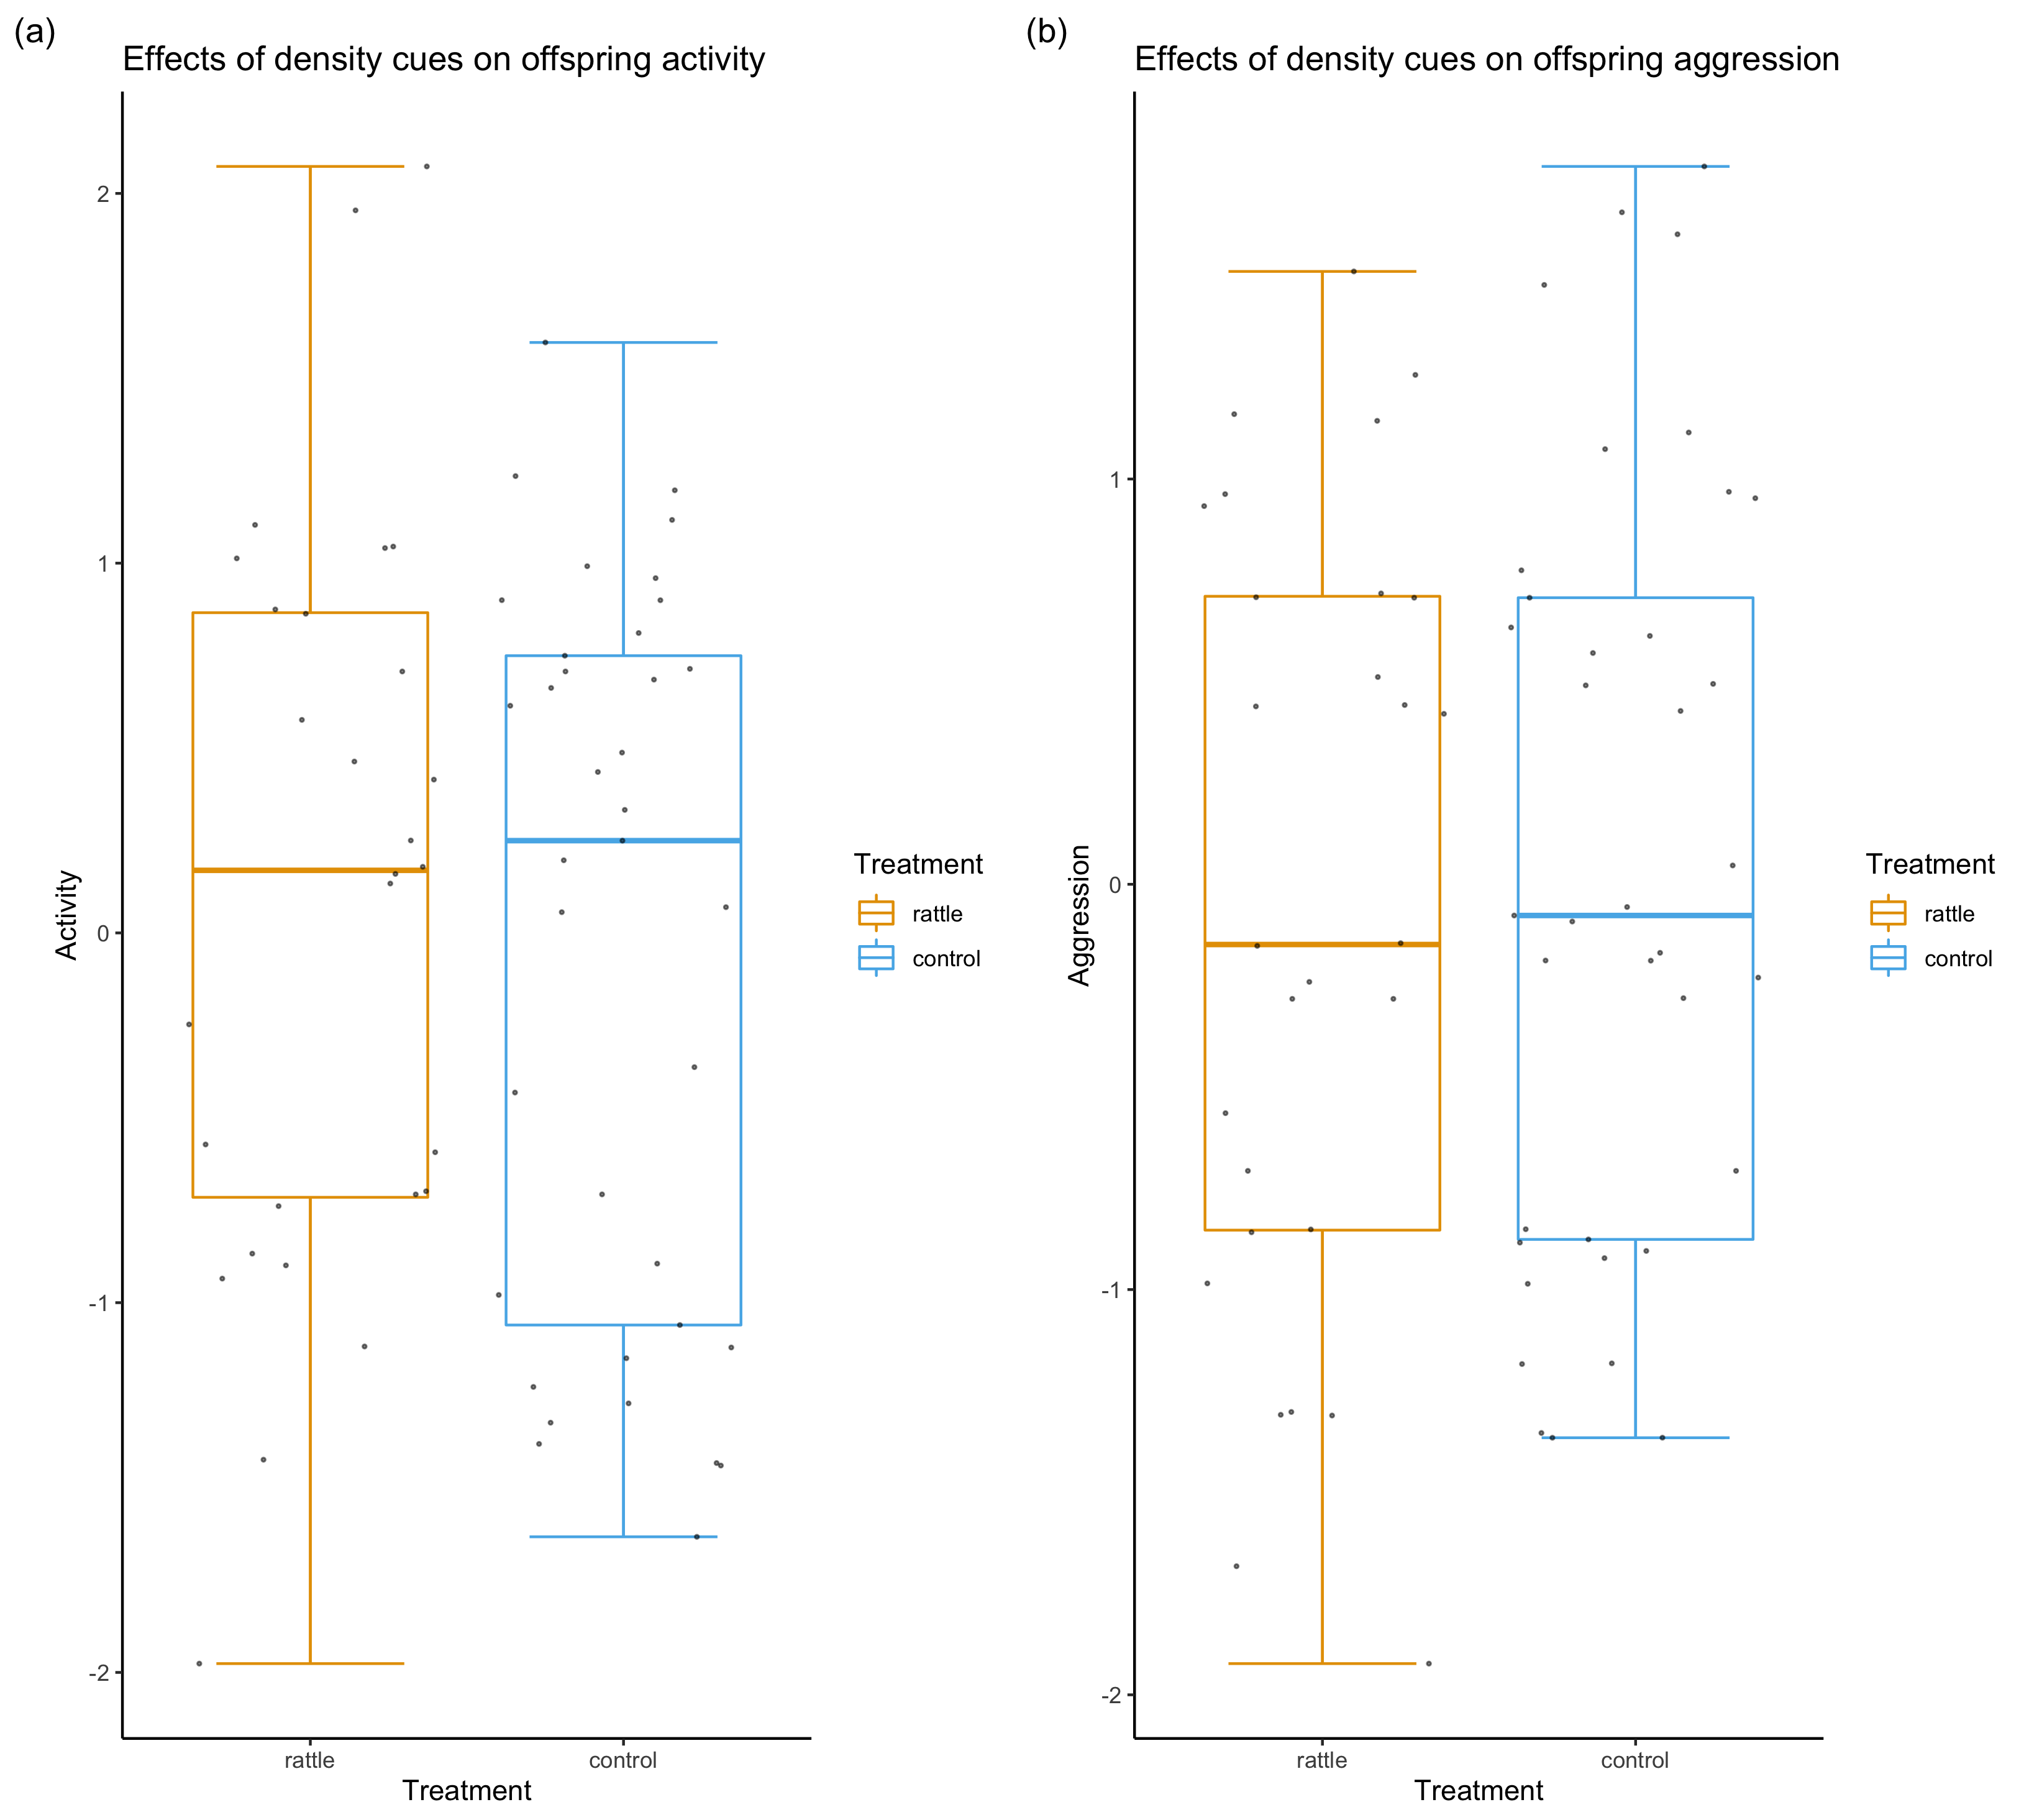 (a)
Effects of density cues on offspring activity
2
1
0
-1
-2
Activity
rattle
control
Treatment
Treatment
rattle
control
(b)
Effects of density cues on offspring aggression
1
0
-1
-2
Aggression
rattle
control
Treatment
Treatment
rattle
control